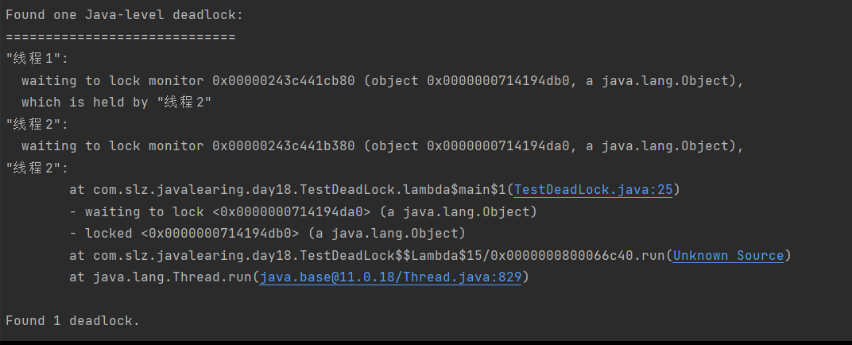 Found one Java-level deadlock:
=============================
"线程1":
  waiting to lock monitor 0x00000243c441cb80 (object 0x0000000714194db0, a java.lang.Object),
  which is held by "线程2"
"线程2":
  waiting to lock monitor 0x00000243c441b380 (object 0x0000000714194da0, a java.lang.Object),
"线程2":
        at com.slz.javalearing.day18.TestDeadLock.lambda$main$1(TestDeadLock.java:25)
        - waiting to lock <0x0000000714194da0> (a java.lang.Object)
        - locked <0x0000000714194db0> (a java.lang.Object)
        at com.slz.javalearing.day18.TestDeadLock$$Lambda$15/0x0000000800066c40.run(Unknown Source)
        at java.lang.Thread.run(java.base@11.0.18/Thread.java:829)
Found 1 deadlock.